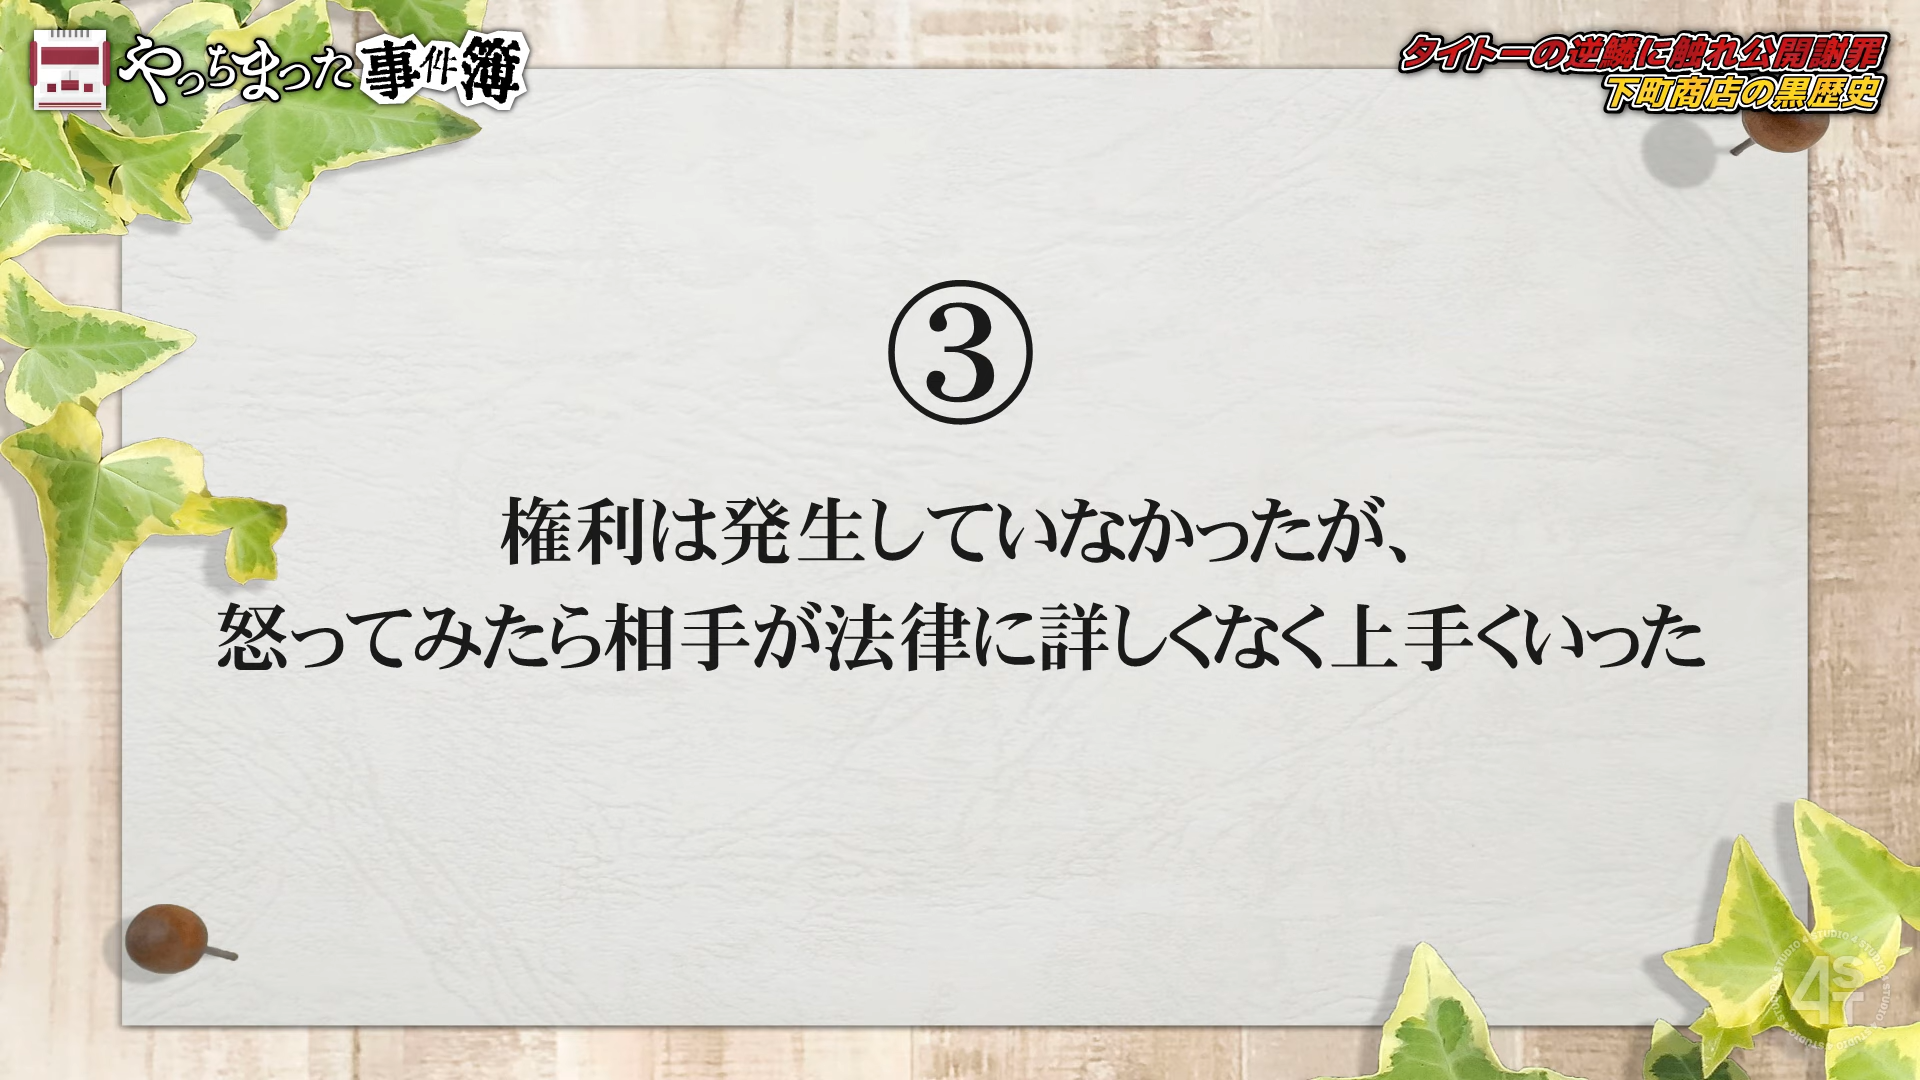 やっちまった事件簿
タイトーの逆鱗に触れ公開謝罪
下町商店の黒歴史
③
権利は発生していなかったが、
怒ってみたら相手が法律に詳しくなく上手くいった
4ST